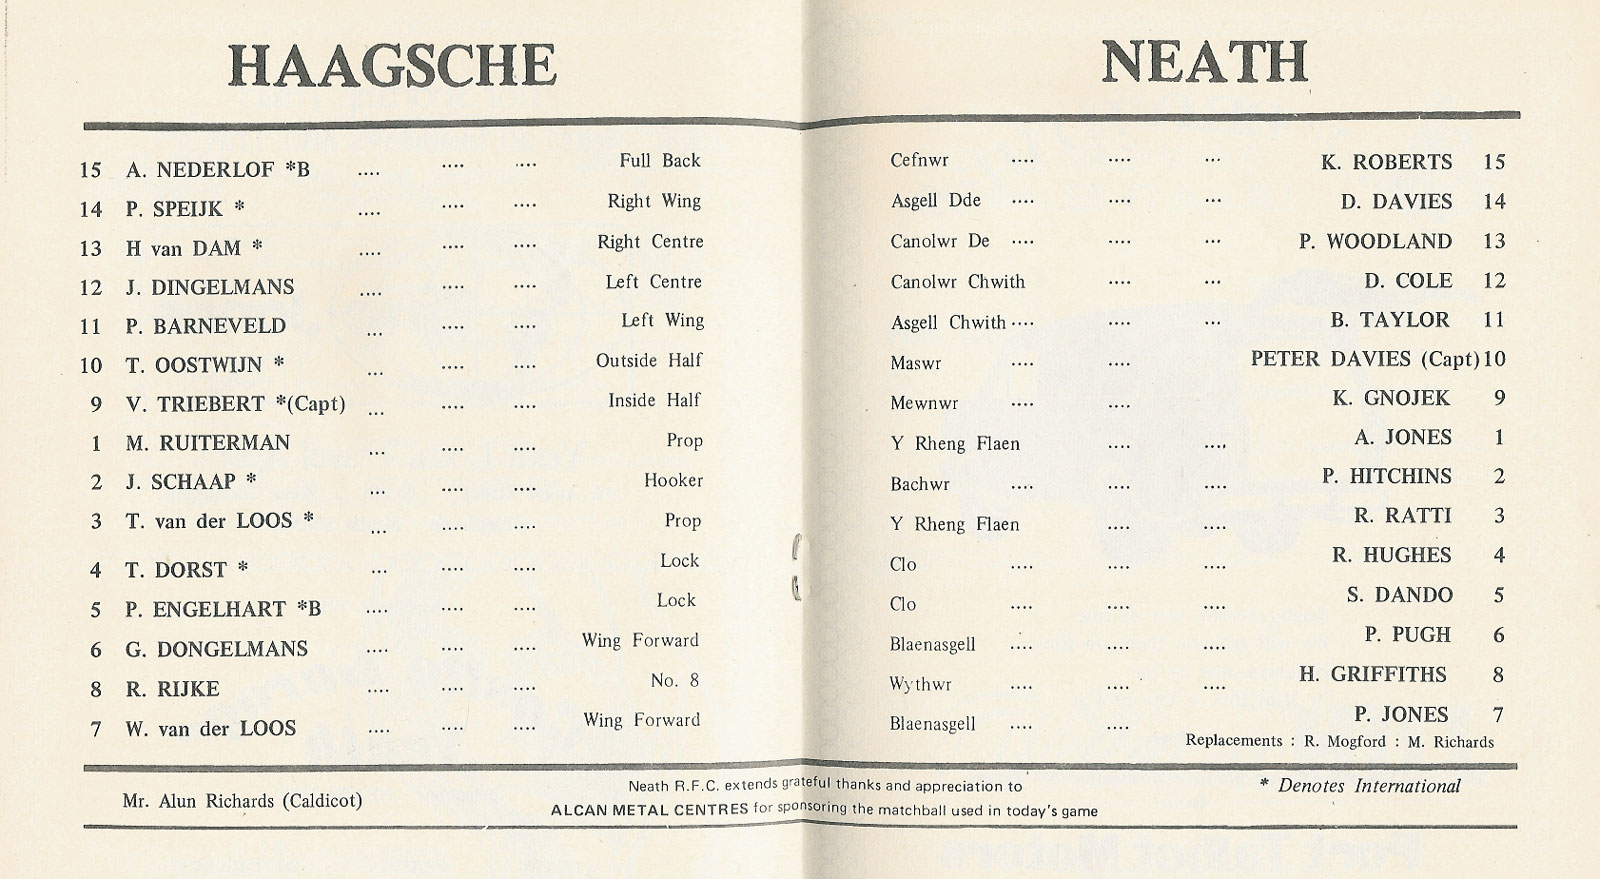 HAAGSCHE
15 A. NEDERLOF *B .... .... .... Full Back
14 P. SPEIJK * .... .... .... Right Wing
13 H van DAM * .... .... .... Right Centre
12 J. DINGELMANS .... .... .... Left Centre
11 P. BARNEVELD ... .... .... Left Wing
10 T. OOSTWIJN * ... .... .... Outside Half
9 V. TRIEBERT *(Capt) ... .... .... Inside Half
1 M. RUITERMAN ... .... .... Prop
2 J. SCHAAP * ... .... .... Hooker
3 T. van der LOOS * ... .... .... Prop
4 T. DORST * ... .... .... Lock
5 P. ENGELHART *B .... .... .... Lock
6 G. DONGELMANS .... .... .... Wing Forward
8 R. RIJKE .... .... .... No. 8
7 W. van der LOOS .... .... .... Wing Forward
NEATH
Cefnwr .... .... ... K. ROBERTS 15
Asgell Dde .... .... ... D. DAVIES 14
Canolwr De .... .... ... P. WOODLAND 13
Canolwr Chwith .... ... D. COLE 12
Asgell Chwith .... .... ... B. TAYLOR 11
Maswr .... .... PETER DAVIES (Capt) 10
Mewnwr .... .... K. GNOJEK 9
Y Rheng Flaen .... .... A. JONES 1
Bachwr .... .... .... P. HITCHINS 2
Y Rheng Flaen .... .... R. RATTI 3
Clo .... .... .... R. HUGHES 4
Clo .... .... .... S. DANDO 5
Blaenasgell .... .... .... P. PUGH 6
Wythwr .... .... .... H. GRIFFITHS 8
Blaenasgell .... .... P. JONES 7
Replacements : R. Mogford : M. Richards
Mr. Alun Richards (Caldicot)
Neath R.F.C. extends grateful thanks and appreciation to
ALCAN METAL CENTRES for sponsoring the matchball used in today's game
* Denotes International